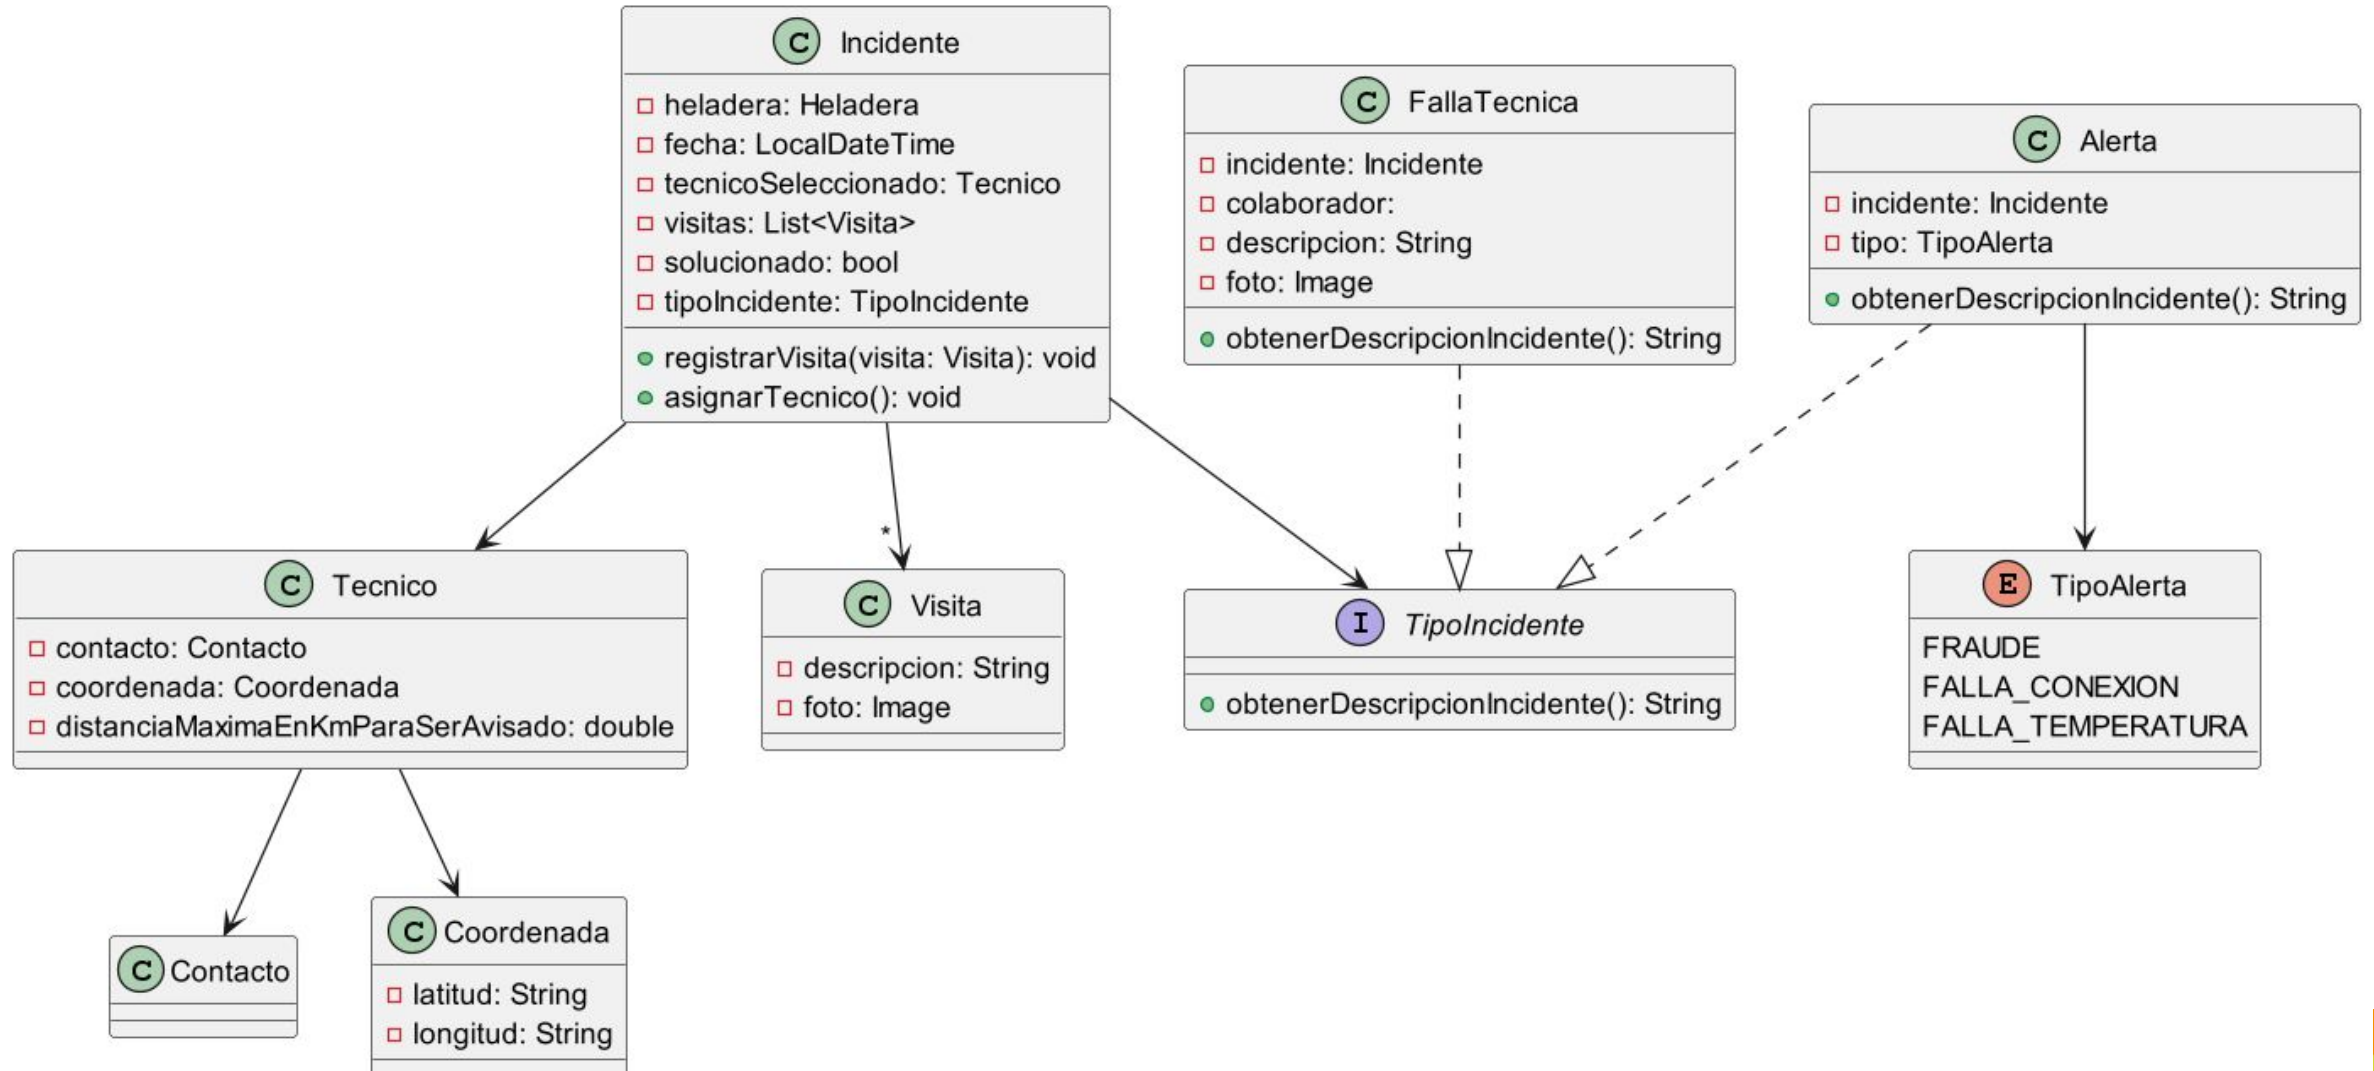 C Incidente
heladera: Heladera
fecha: LocalDateTime
tecnicoSeleccionado: Tecnico
visitas: List<Visita>
solucionado: bool
tipoIncidente: TipoIncidente
registrarVisita(visita: Visita): void
asignarTecnico(): void
C FallaTecnica
incidente: Incidente
colaborador:
descripcion: String
foto: Image
obtenerDescripcionIncidente(): String
C Alerta
incidente: Incidente
tipo: TipoAlerta
obtenerDescripcionIncidente(): String
*
C Tecnico
contacto: Contacto
coordenada: Coordenada
distanciaMaximaEnKmParaSerAvisado: double
C Visita
descripcion: String
foto: Image
I TipoIncidente
obtenerDescripcionIncidente(): String
E TipoAlerta
FRAUDE
FALLA_CONEXION
FALLA_TEMPERATURA
C Contacto
C Coordenada
latitud: String
longitud: String